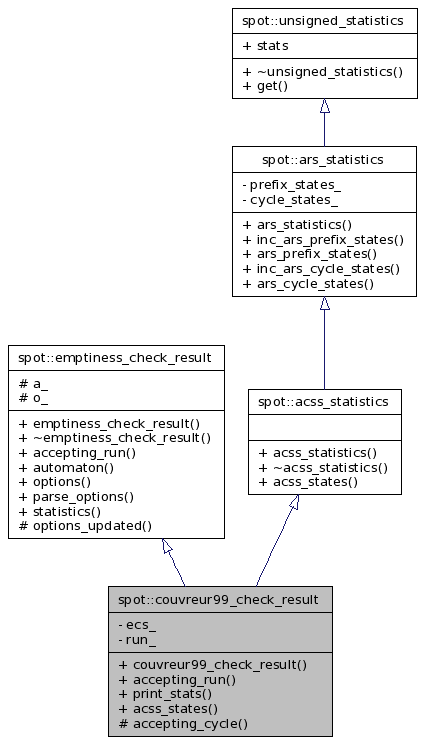 spot::unsigned_statistics
+ stats
+ ~unsigned_statistics()
+ get()
spot::ars_statistics
- prefix_states_
- cycle_states_
+ ars_statistics()
+ inc_ars_prefix_states()
+ ars_prefix_states()
+ inc_ars_cycle_states()
+ ars_cycle_states()
spot::emptiness_check_result
# a_
# o_
+ emptiness_check_result()
+ ~emptiness_check_result()
+ accepting_run()
+ automaton()
+ options()
+ parse_options()
+ statistics()
# options_updated()
spot::acss_statistics
+ acss_statistics()
+ ~acss_statistics()
+ acss_states()
spot::couvreur99_check_result
- ecs_
- run_
+ couvreur99_check_result()
+ accepting_run()
+ print_stats()
+ acss_states()
# accepting_cycle()